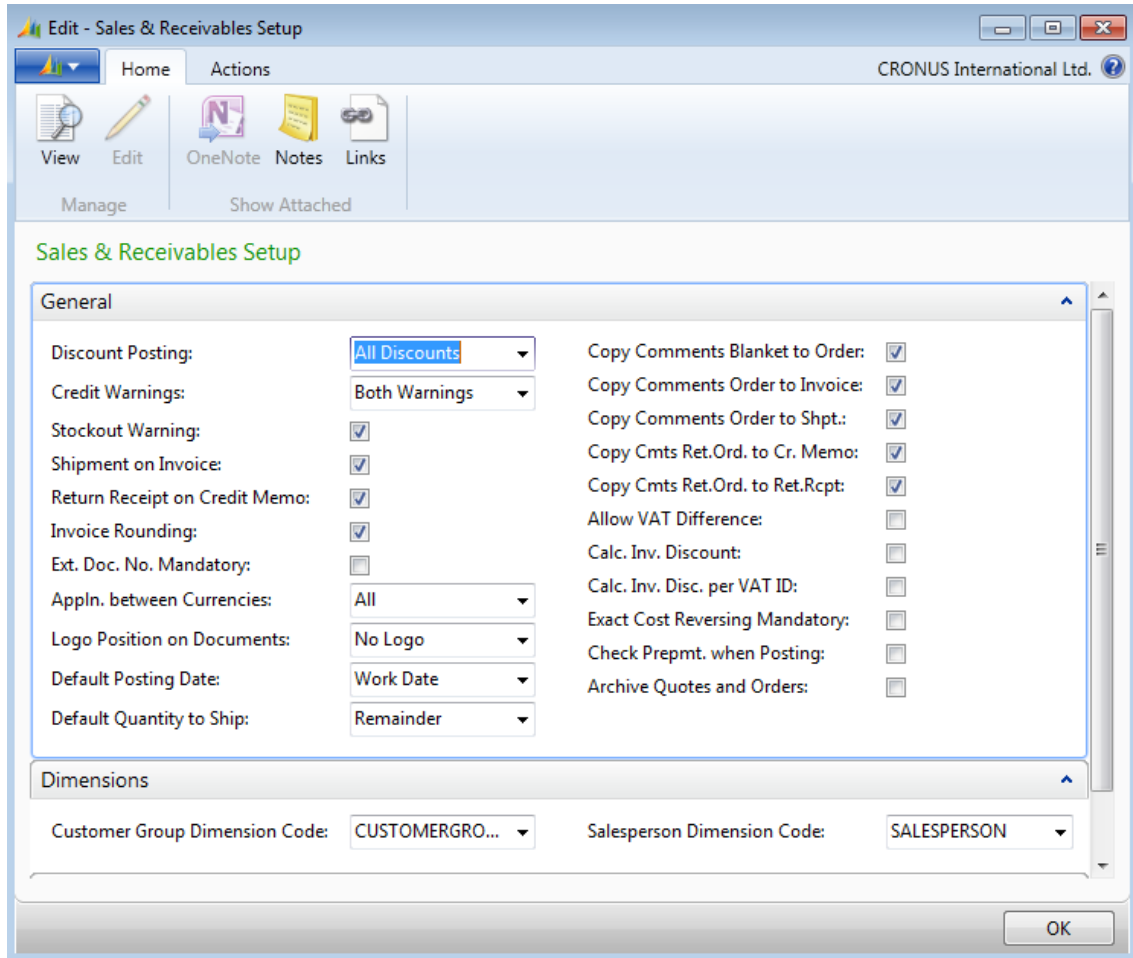 Edit - Sales & Receivables Setup
Home Actions CRONUS International Ltd.
View Edit OneNote Notes Links
Manage Show Attached
Sales & Receivables Setup
General
Discount Posting: All Discounts
Credit Warnings: Both Warnings
Stockout Warning:
Shipment on Invoice:
Return Receipt on Credit Memo:
Invoice Rounding:
Ext. Doc. No. Mandatory:
Appln. between Currencies: All
Logo Position on Documents: No Logo
Default Posting Date: Work Date
Default Quantity to Ship: Remainder
Copy Comments Blanket to Order:
Copy Comments Order to Invoice:
Copy Comments Order to Shpt.:
Copy Cmts Ret.Ord. to Cr. Memo:
Copy Cmts Ret.Ord. to Ret.Rcpt:
Allow VAT Difference:
Calc. Inv. Discount:
Calc. Inv. Disc. per VAT ID:
Exact Cost Reversing Mandatory:
Check Prepmt. when Posting:
Archive Quotes and Orders:
Dimensions
Customer Group Dimension Code: CUSTOMERGRO... Salesperson Dimension Code: SALESPERSON
OK